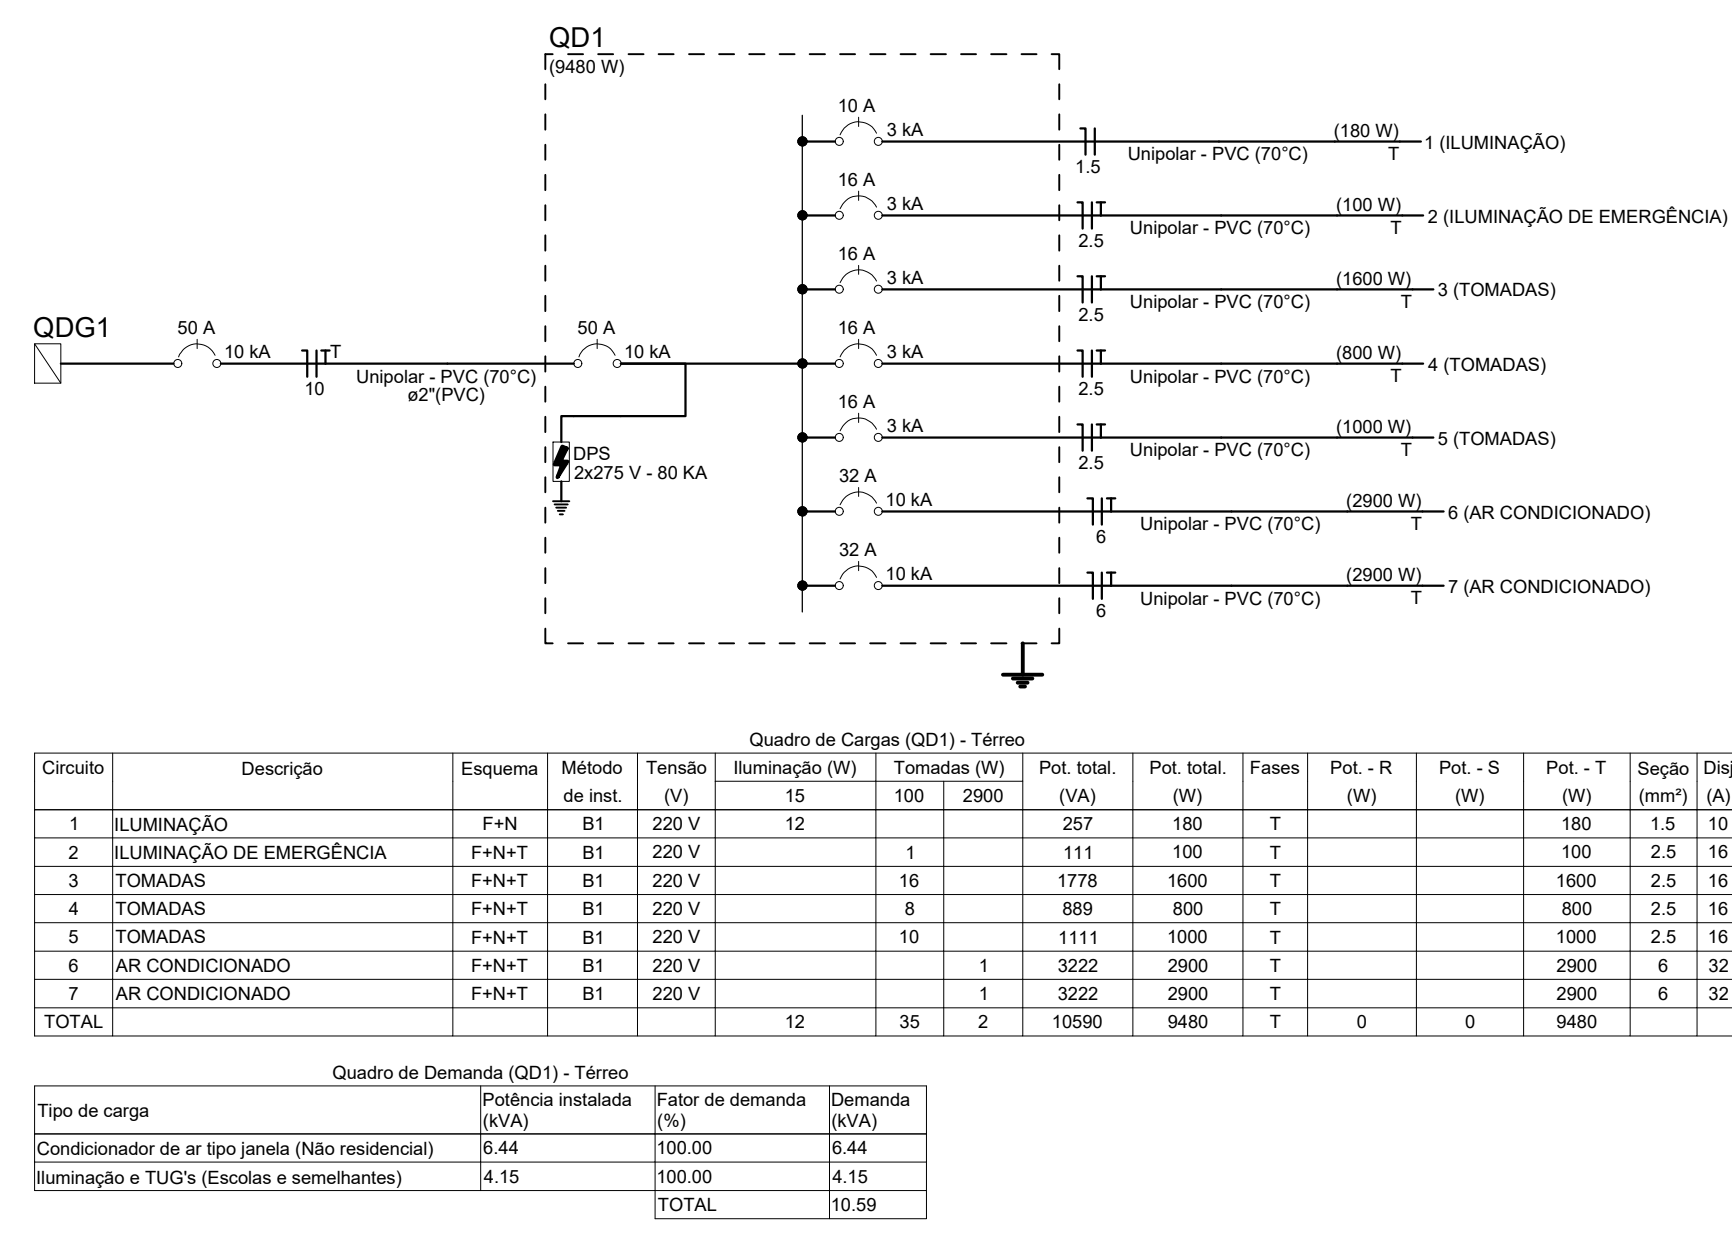 QD1
(9480 W)
10 A
3 kA
1.5
Unipolar - PVC (70°C)
(180 W)
T
1 (ILUMINAÇÃO)
16 A
3 kA
T
2.5
Unipolar - PVC (70°C)
(100 W)
T
2 (ILUMINAÇÃO DE EMERGÊNCIA)
16 A
3 kA
T
2.5
Unipolar - PVC (70°C)
(1600 W)
T
3 (TOMADAS)
QDG1
50 A
10 kA
T
T
10
Unipolar - PVC (70°C)
ø2"(PVC)
50 A
10 kA
16 A
3 kA
T
2.5
Unipolar - PVC (70°C)
(800 W)
T
4 (TOMADAS)
16 A
3 kA
T
2.5
Unipolar - PVC (70°C)
(1000 W)
T
5 (TOMADAS)
DPS
2x275 V - 80 KA
32 A
10 kA
T
6
Unipolar - PVC (70°C)
(2900 W)
T
6 (AR CONDICIONADO)
32 A
10 kA
T
6
Unipolar - PVC (70°C)
(2900 W)
T
7 (AR CONDICIONADO)
Quadro de Cargas (QD1) - Térreo
Circuito Descrição Esquema Método Tensão Iluminação (W) Tomadas (W) Pot. total. Pot. total. Fases Pot. - R Pot. - S Pot. - T Seção Disj
de inst. (V) 15 100 2900 (VA) (W) (W) (W) (W) (mm²) (A)
1 ILUMINAÇÃO F+N B1 220 V 12 257 180 T 180 1.5 10
2 ILUMINAÇÃO DE EMERGÊNCIA F+N+T B1 220 V 1 111 100 T 100 2.5 16
3 TOMADAS F+N+T B1 220 V 16 1778 1600 T 1600 2.5 16
4 TOMADAS F+N+T B1 220 V 8 889 800 T 800 2.5 16
5 TOMADAS F+N+T B1 220 V 10 1111 1000 T 1000 2.5 16
6 AR CONDICIONADO F+N+T B1 220 V 1 3222 2900 T 2900 6 32
7 AR CONDICIONADO F+N+T B1 220 V 1 3222 2900 T 2900 6 32
TOTAL 12 35 2 10590 9480 T 0 0 9480
Quadro de Demanda (QD1) - Térreo
Tipo de carga Potência instalada (kVA) Fator de demanda (%) Demanda (kVA)
Condicionador de ar tipo janela (Não residencial) 6.44 100.00 6.44
Iluminação e TUG's (Escolas e semelhantes) 4.15 100.00 4.15
TOTAL 10.59